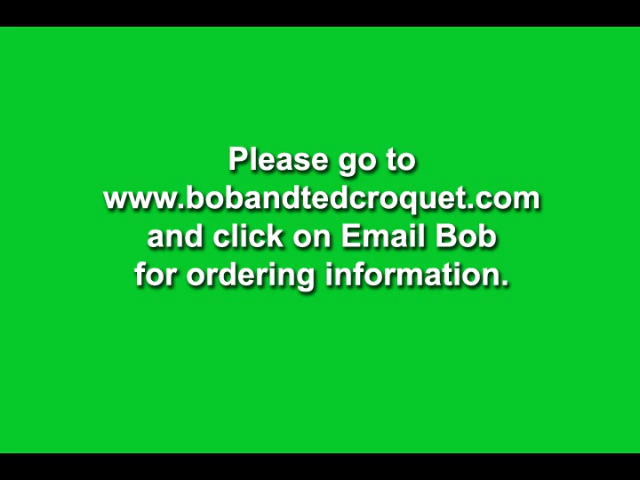 Please go to
www.bobandtedcroquet.com
and click on Email Bob
for ordering information.